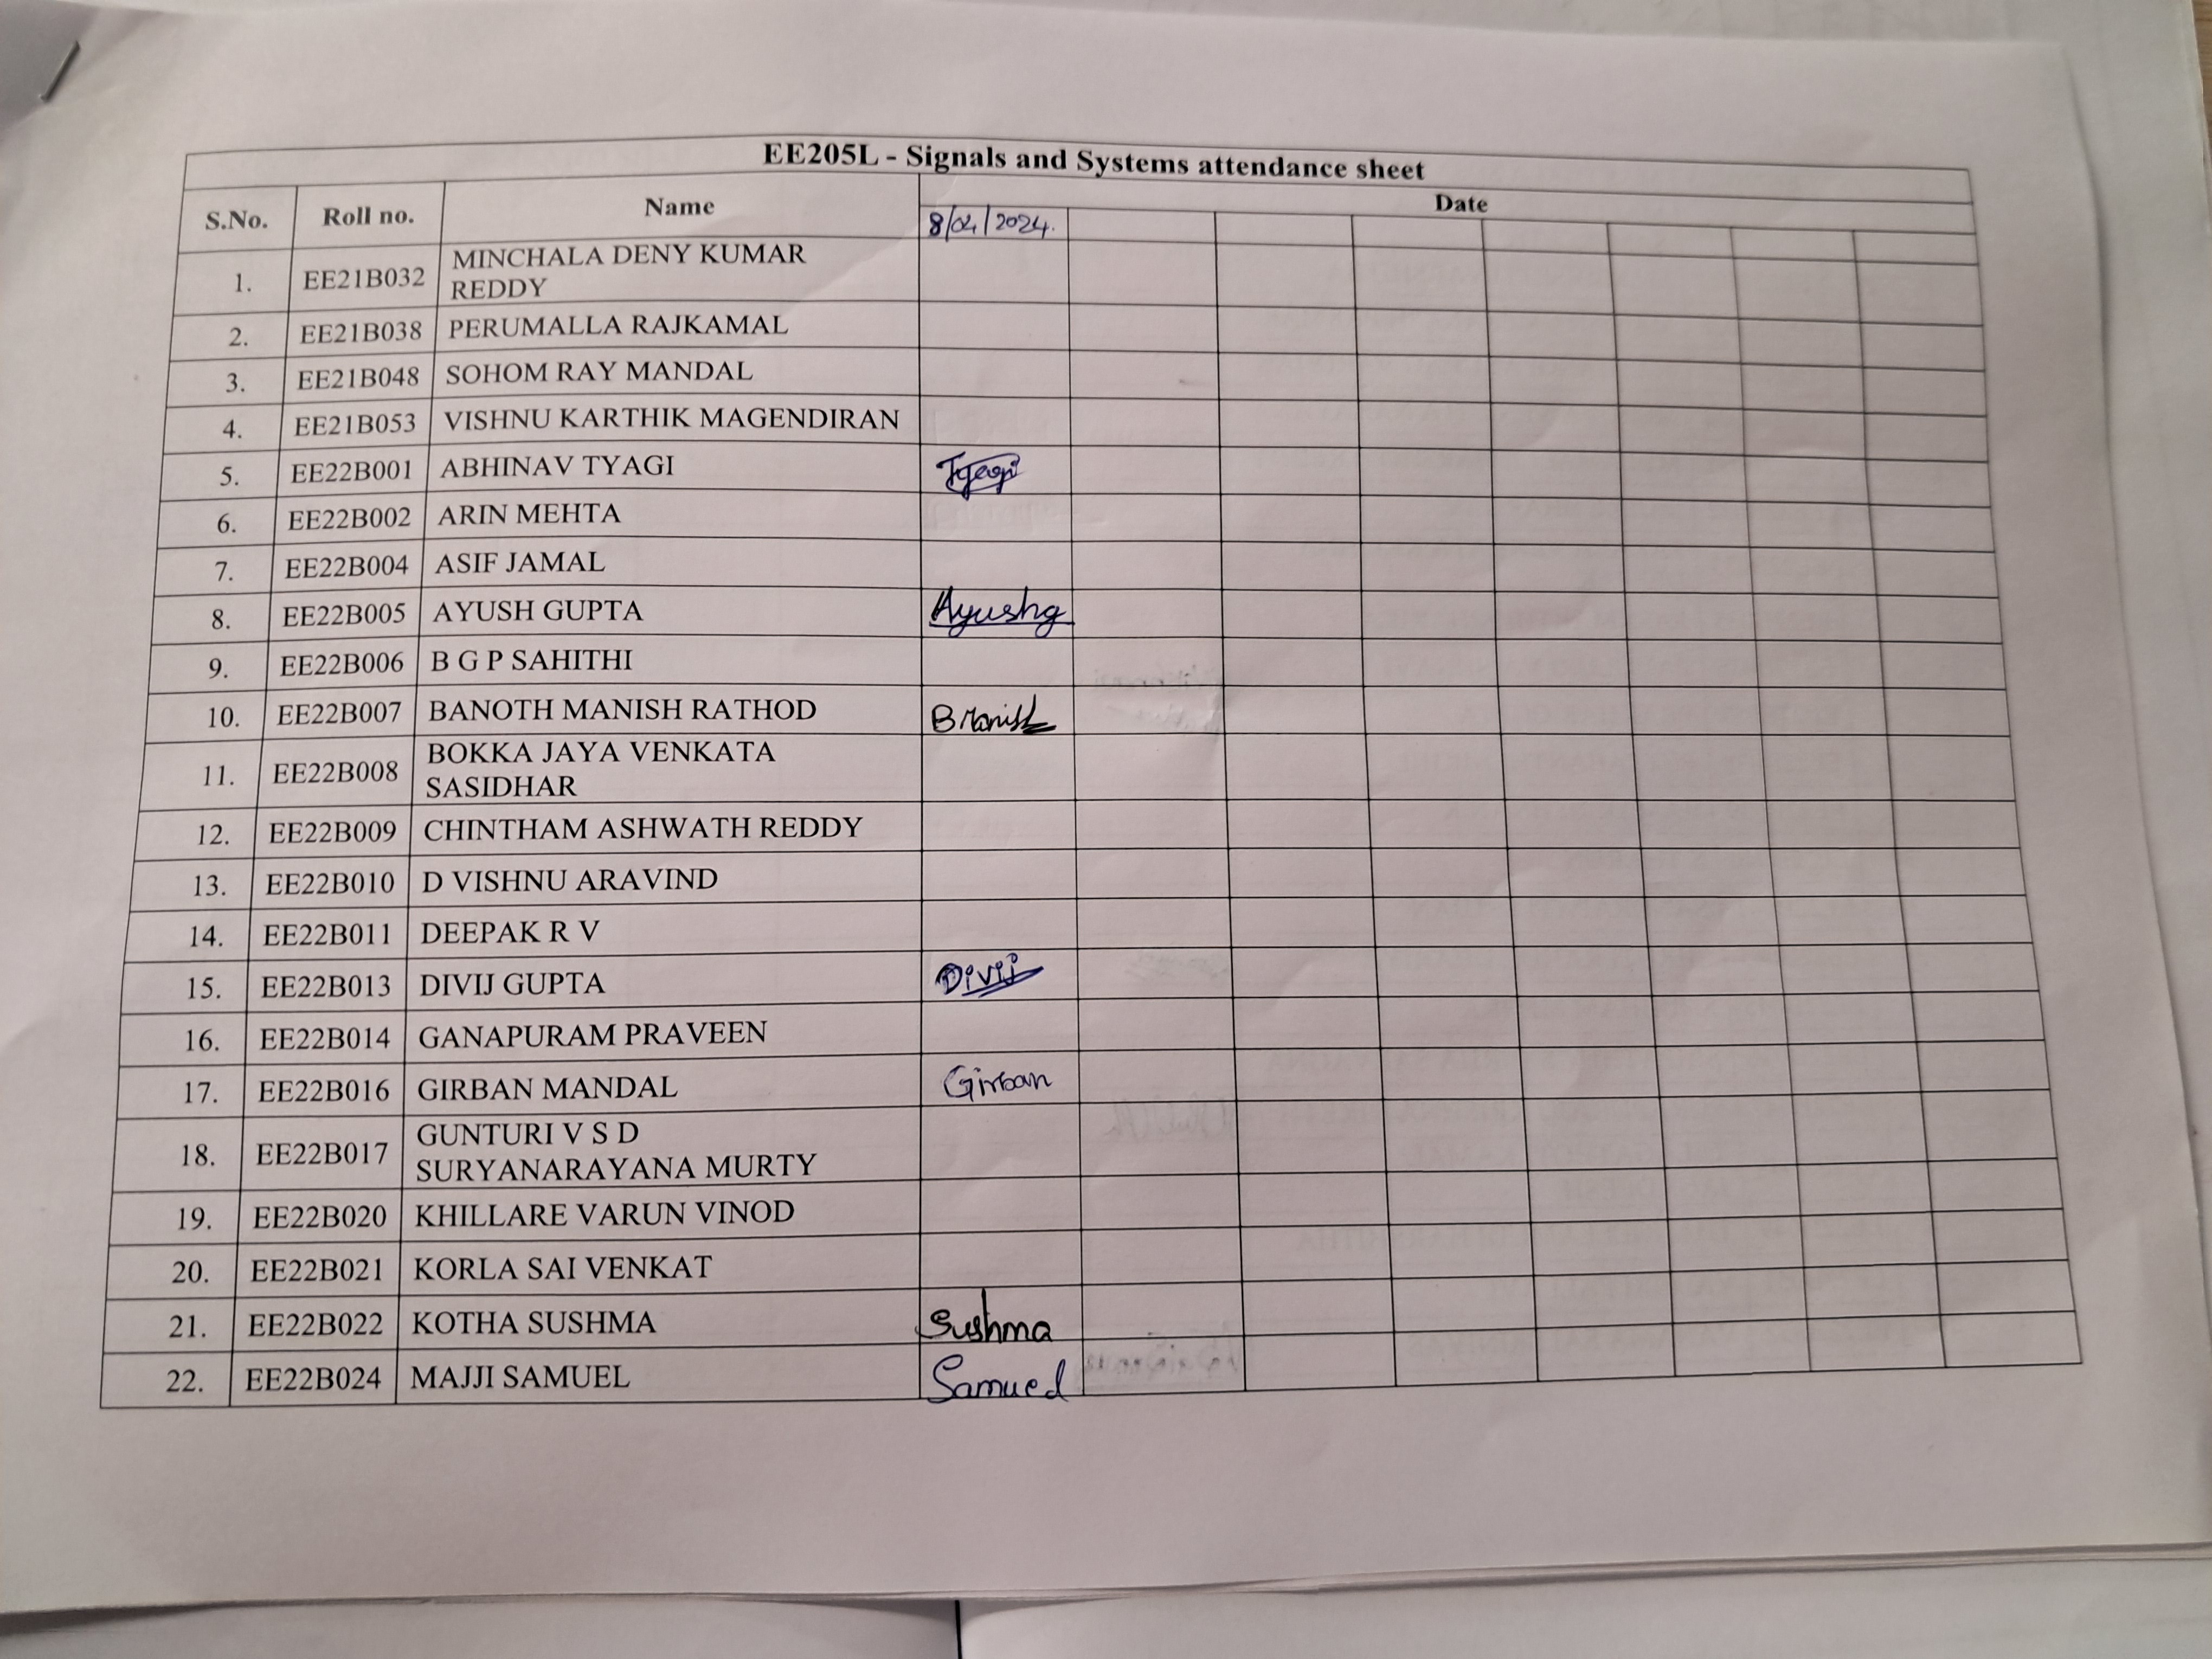 EE205L - Signals and Systems attendance sheet
S.No. Roll no. Name Date
8/01/2024.
1. EE21B032 MINCHALA DENY KUMAR
REDDY
2. EE21B038 PERUMALLA RAJKAMAL
3. EE21B048 SOHOM RAY MANDAL
4. EE21B053 VISHNU KARTHIK MAGENDIRAN
5. EE22B001 ABHINAV TYAGI Tyagi
6. EE22B002 ARIN MEHTA
7. EE22B004 ASIF JAMAL
8. EE22B005 AYUSH GUPTA Ayushg
9. EE22B006 B G P SAHITHI
10. EE22B007 BANOTH MANISH RATHOD B Manish
11. EE22B008 BOKKA JAYA VENKATA
SASIDHAR
12. EE22B009 CHINTHAM ASHWATH REDDY
13. EE22B010 D VISHNU ARAVIND
14. EE22B011 DEEPAK R V
15. EE22B013 DIVIJ GUPTA Divij
16. EE22B014 GANAPURAM PRAVEEN
17. EE22B016 GIRBAN MANDAL Girban
18. EE22B017 GUNTURI V S D
SURYANARAYANA MURTY
19. EE22B020 KHILLARE VARUN VINOD
20. EE22B021 KORLA SAI VENKAT
21. EE22B022 KOTHA SUSHMA Sushma
22. EE22B024 MAJJI SAMUEL Samuel